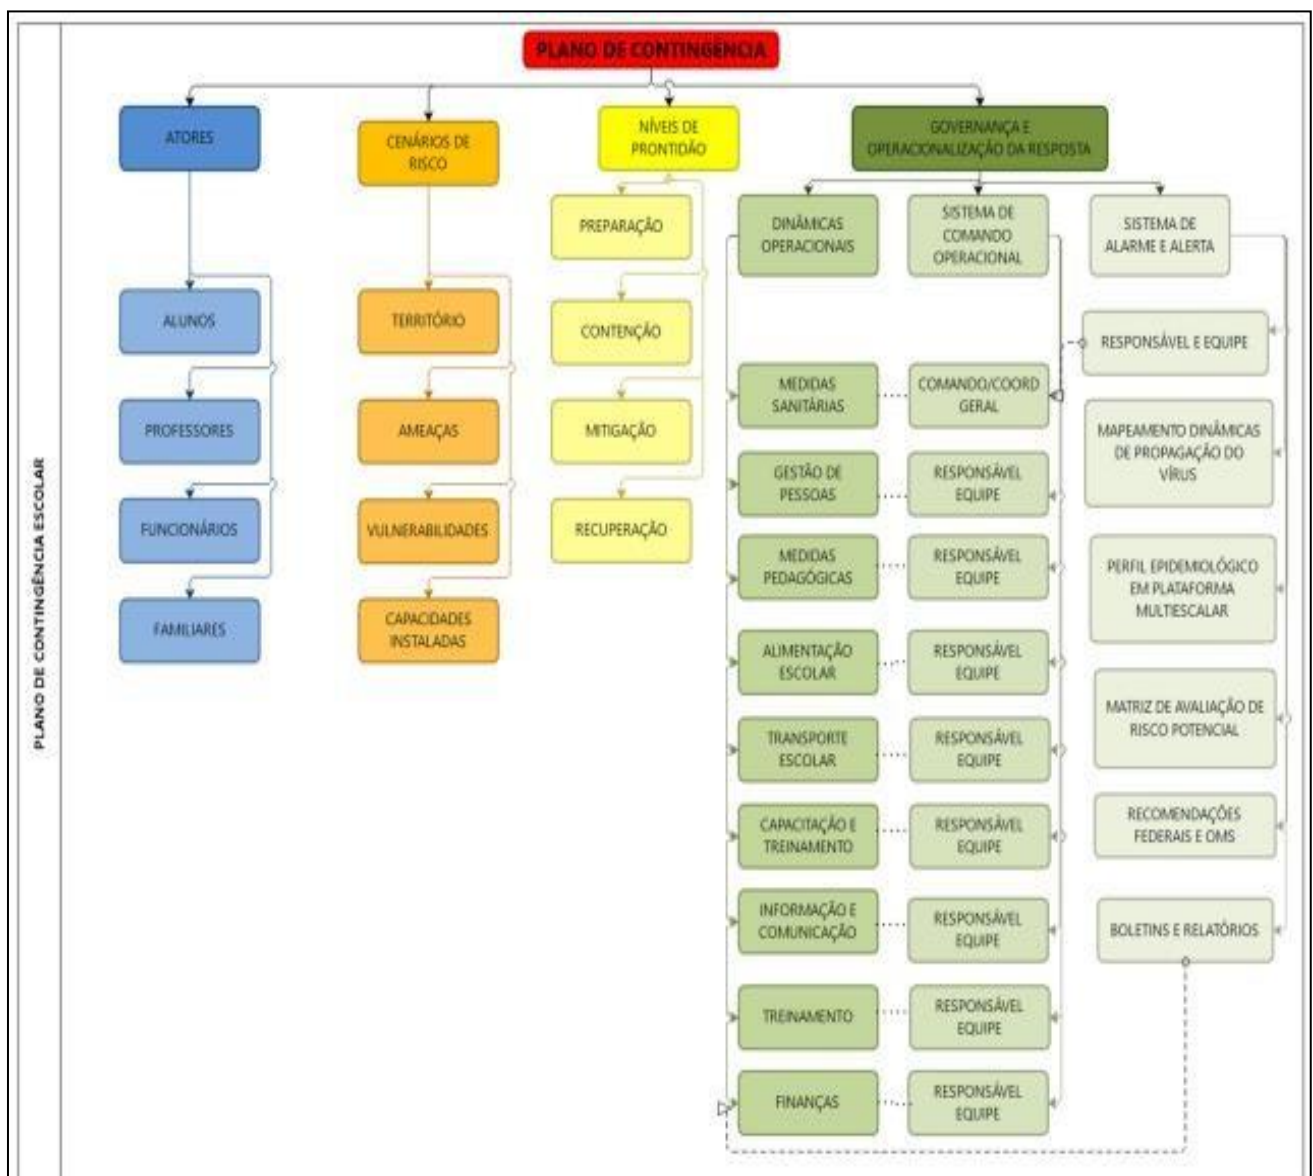 PLANO DE CONTINGÊNCIA ESCOLAR
PLANO DE CONTINGÊNCIA
ATORES
ALUNOS
PROFESSORES
FUNCIONÁRIOS
FAMILIARES
CENÁRIOS DE
RISCO
TERRITÓRIO
AMEAÇAS
VULNERABILIDADES
CAPACIDADES
INSTALADAS
NÍVEIS DE
PRONTIDÃO
PREPARAÇÃO
CONTENÇÃO
MITIGAÇÃO
RECUPERAÇÃO
GOVERNANÇA E
OPERACIONALIZAÇÃO DA RESPOSTA
DINÂMICAS
OPERACIONAIS
MEDIDAS
SANITÁRIAS
GESTÃO DE
PESSOAS
MEDIDAS
PEDAGÓGICAS
ALIMENTAÇÃO
ESCOLAR
TRANSPORTE
ESCOLAR
CAPACITAÇÃO E
TREINAMENTO
INFORMAÇÃO E
COMUNICAÇÃO
TREINAMENTO
FINANÇAS
SISTEMA DE
COMANDO
OPERACIONAL
COMANDO/COORD
GERAL
RESPONSÁVEL
EQUIPE
RESPONSÁVEL
EQUIPE
RESPONSÁVEL
EQUIPE
RESPONSÁVEL
EQUIPE
RESPONSÁVEL
EQUIPE
RESPONSÁVEL
EQUIPE
RESPONSÁVEL
EQUIPE
RESPONSÁVEL
EQUIPE
SISTEMA DE
ALARME E ALERTA
RESPONSÁVEL E EQUIPE
MAPEAMENTO DINÂMICAS
DE PROPAGAÇÃO DO
VÍRUS
PERFIL EPIDEMIOLÓGICO
EM PLATAFORMA
MULTIESCALAR
MATRIZ DE AVALIAÇÃO DE
RISCO POTENCIAL
RECOMENDAÇÕES
FEDERAIS E OMS
BOLETINS E RELATÓRIOS